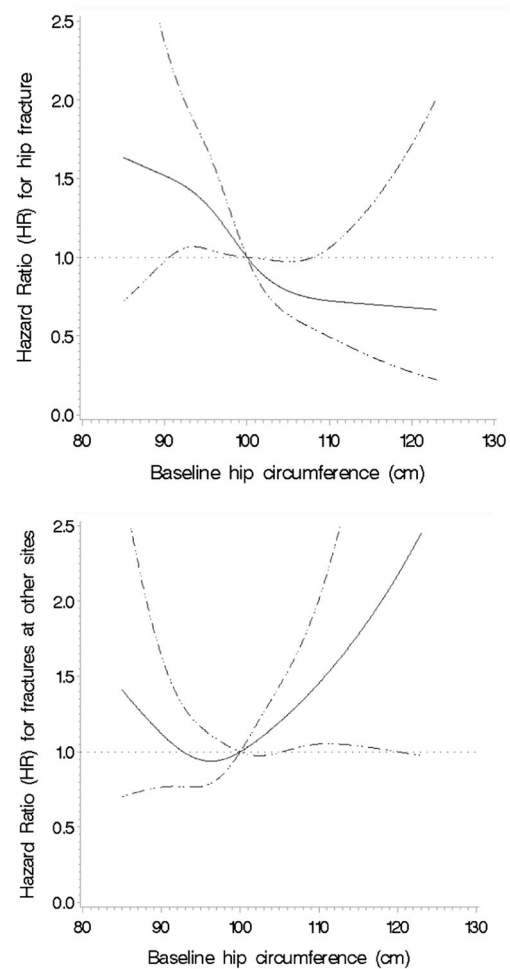 Hazard Ratio (HR) for hip fracture
2.5
2.0
1.5
1.0
0.5
0.0
80 90 100 110 120 130
Baseline hip circumference (cm)
Hazard Ratio (HR) for fractures at other sites
2.5
2.0
1.5
1.0
0.5
0.0
80 90 100 110 120 130
Baseline hip circumference (cm)